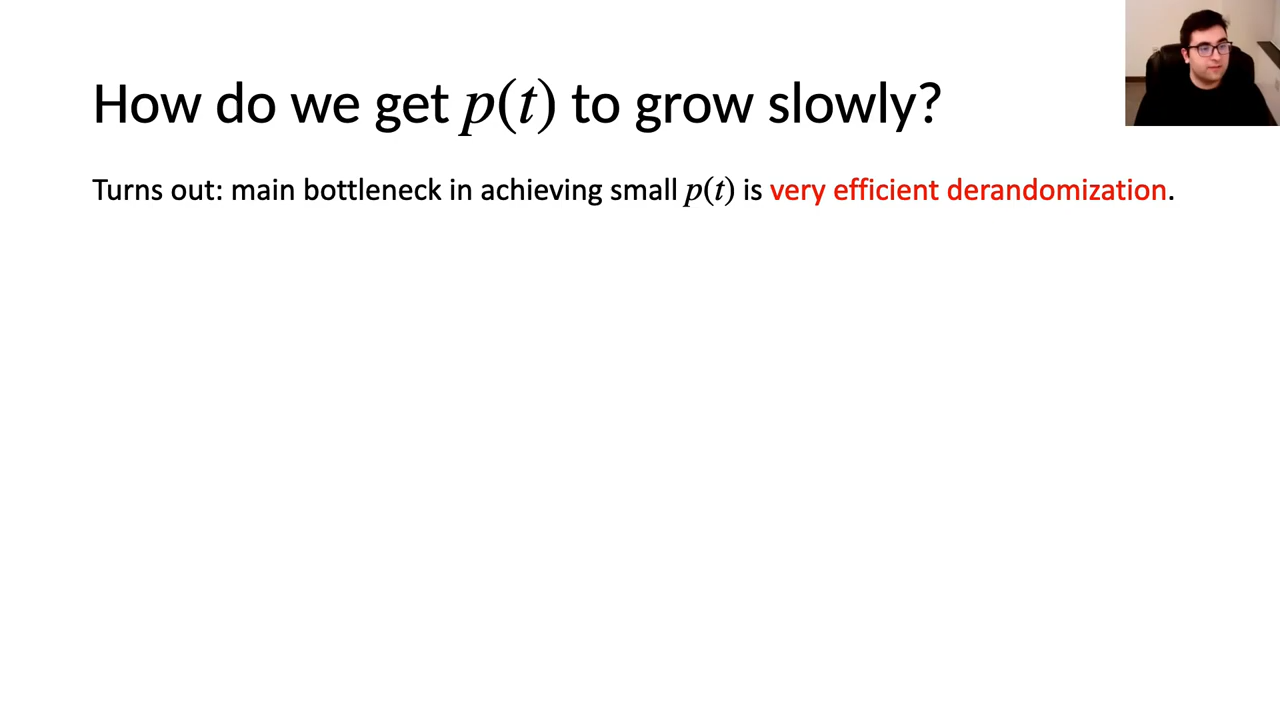 How do we get p(t) to grow slowly?
Turns out: main bottleneck in achieving small p(t) is very efficient derandomization.